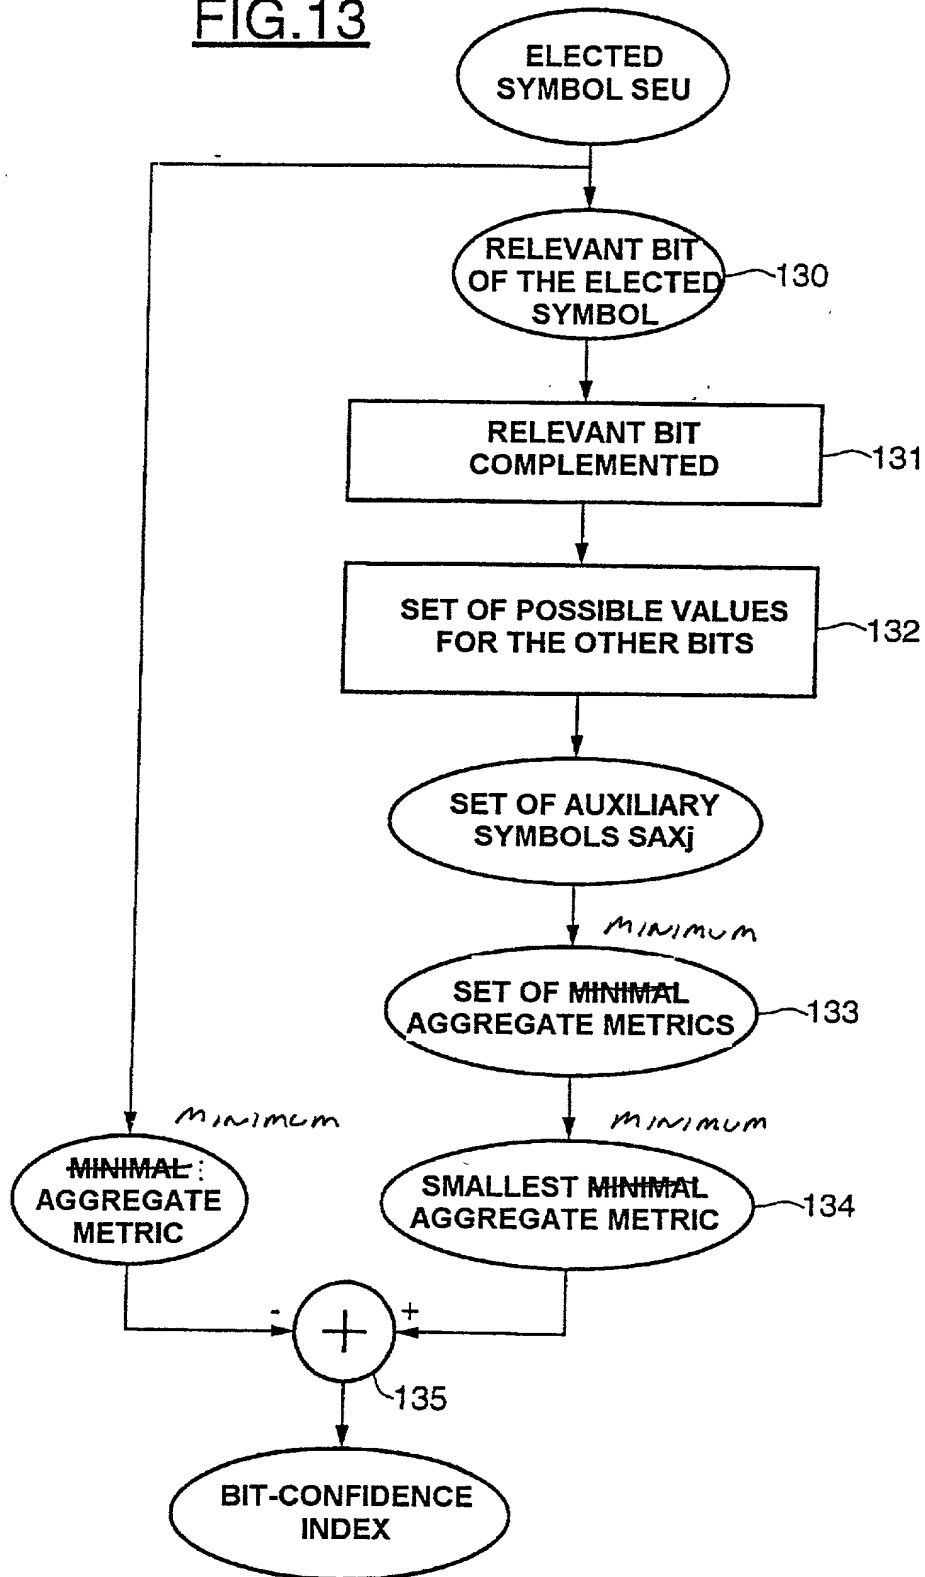 FIG.13
ELECTED
SYMBOL SEU
RELEVANT BIT
OF THE ELECTED
SYMBOL
130
RELEVANT BIT
COMPLEMENTED
131
SET OF POSSIBLE VALUES
FOR THE OTHER BITS
132
SET OF AUXILIARY
SYMBOLS SAXj
MINIMUM
SET OF MINIMAL
AGGREGATE METRICS
133
MINIMUM
MINIMAL
AGGREGATE
METRIC
MINIMUM
SMALLEST MINIMAL
AGGREGATE METRIC
134
-
+
+
135
BIT-CONFIDENCE
INDEX